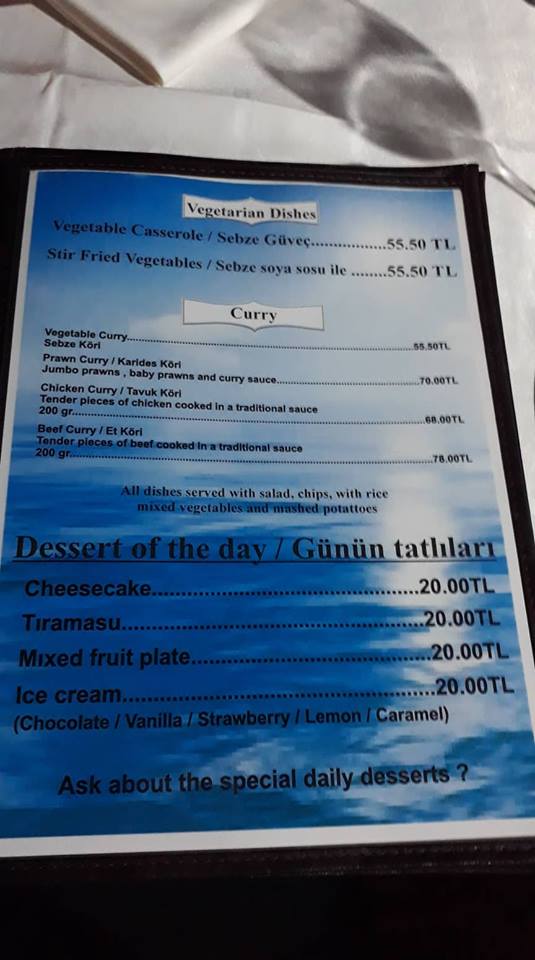 Vegetarian Dishes
Vegetable Casserole / Sebze Güveç................55.50 TL
Stir Fried Vegetables / Sebze soya sosu ile ........55.50 TL
Curry
Vegetable Curry................................................................................55.50TL
Sebze Köri
Prawn Curry / Karides Köri
Jumbo prawns , baby prawns and curry sauce........................................70.00TL
Chicken Curry / Tavuk Köri
Tender pieces of chicken cooked in a traditional sauce
200 gr..........................................................................................68.00TL
Beef Curry / Et Köri
Tender pieces of beef cooked in a traditional sauce
200 gr..........................................................................................78.00TL
All dishes served with salad, chips, with rice
mixed vegetables and mashed potattoes
Dessert of the day / Günün tatlıları
Cheesecake..........................................20.00TL
Tıramasu...............................................20.00TL
Mıxed fruit plate.....................................20.00TL
Ice cream................................................20.00TL
(Chocolate / Vanilla / Strawberry / Lemon / Caramel)
Ask about the special daily desserts ?